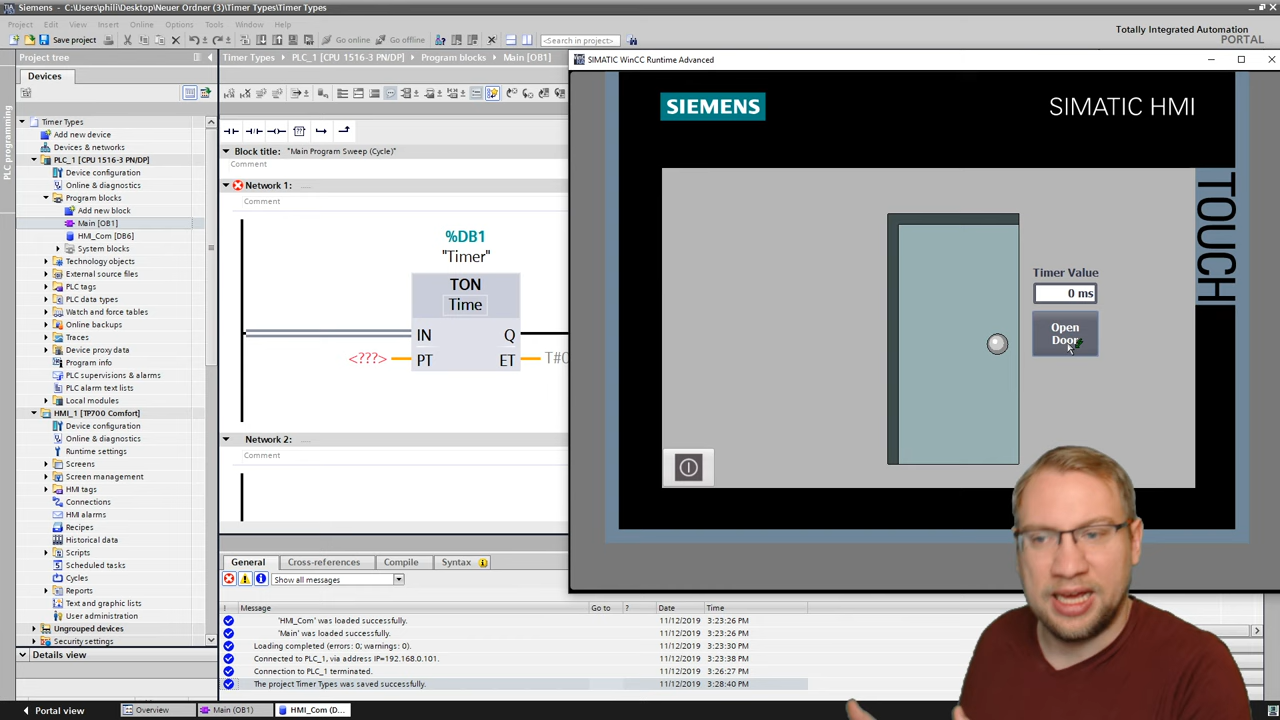 Siemens - C:\Users\phili\Desktop\Neuer Ordner (3)\Timer Types\Timer Types
Project Edit View Insert Online Options Tools Window Help
Totally Integrated Automation
PORTAL
Save project
Go online
Go offline
<Search in project>
Project tree
Timer Types
PLC_1 [CPU 1516-3 PN/DP]
Program blocks
Main [OB1]
SIMATIC WinCC Runtime Advanced
Devices
PLC programming
SIEMENS
SIMATIC HMI
TOUCH
Timer Types
Add new device
Devices & networks
PLC_1 [CPU 1516-3 PN/DP]
Device configuration
Online & diagnostics
Program blocks
Add new block
Main [OB1]
HMI_Com [DB6]
System blocks
Technology objects
External source files
PLC tags
PLC data types
Watch and force tables
Online backups
Traces
Device proxy data
Program info
PLC supervisions & alarms
PLC alarm text lists
Local modules
HMI_1 [TP700 Comfort]
Device configuration
Online & diagnostics
Runtime settings
Screens
Screen management
HMI tags
Connections
HMI alarms
Recipes
Historical data
Scripts
Scheduled tasks
Cycles
Reports
Text and graphic lists
User administration
Ungrouped devices
Security settings
Details view
Block title: "Main Program Sweep (Cycle)"
Comment
Network 1:
Comment
%DB1
"Timer"
TON
Time
IN
Q
<???>
PT
ET
T#0
Network 2:
Comment
Timer Value
0 ms
Open
Door
General
Cross-references
Compile
Syntax
Show all messages
! Message Go to ? Date Time
'HMI_Com' was loaded successfully. 11/12/2019 3:23:26 PM
'Main' was loaded successfully. 11/12/2019 3:23:26 PM
Loading completed (errors: 0; warnings: 0). 11/12/2019 3:23:30 PM
Connected to PLC_1, via address IP=192.168.0.101. 11/12/2019 3:23:38 PM
Connection to PLC_1 terminated. 11/12/2019 3:26:27 PM
The project Timer Types was saved successfully. 11/12/2019 3:28:40 PM
Portal view
Overview
Main (OB1)
HMI_Com (D...